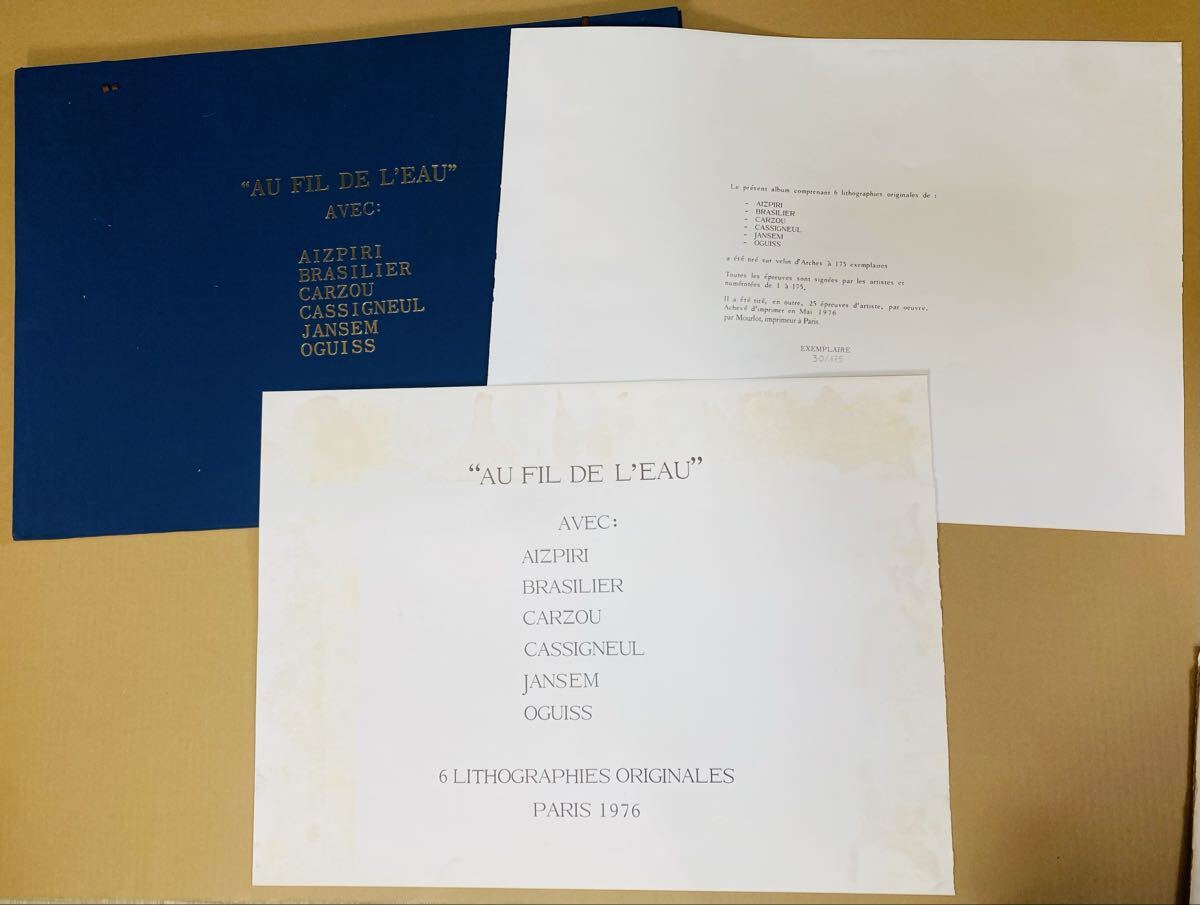 “AU FIL DE L’EAU”
AVEC:
AIZPIRI
BRASILIER
CARZOU
CASSIGNEUL
JANSEM
OGUISS
Le présent album comprenant 6 lithographies originales de :
- AIZPIRI
- BRASILIER
- CARZOU
- CASSIGNEUL
- JANSEM
- OGUISS
a été tiré sur velin d'Arches à 175 exemplaires
Toutes les épreuves sont signées par les artistes et
numérotées de 1 à 175.
Il a été tiré, en outre, 25 épreuves d'artiste, par oeuvre.
Achevé d'imprimer en Mai 1976
par Mourlot, imprimeur à Paris.
EXEMPLAIRE
30/175
“AU FIL DE L’EAU”
AVEC:
AIZPIRI
BRASILIER
CARZOU
CASSIGNEUL
JANSEM
OGUISS
6 LITHOGRAPHIES ORIGINALES
PARIS 1976